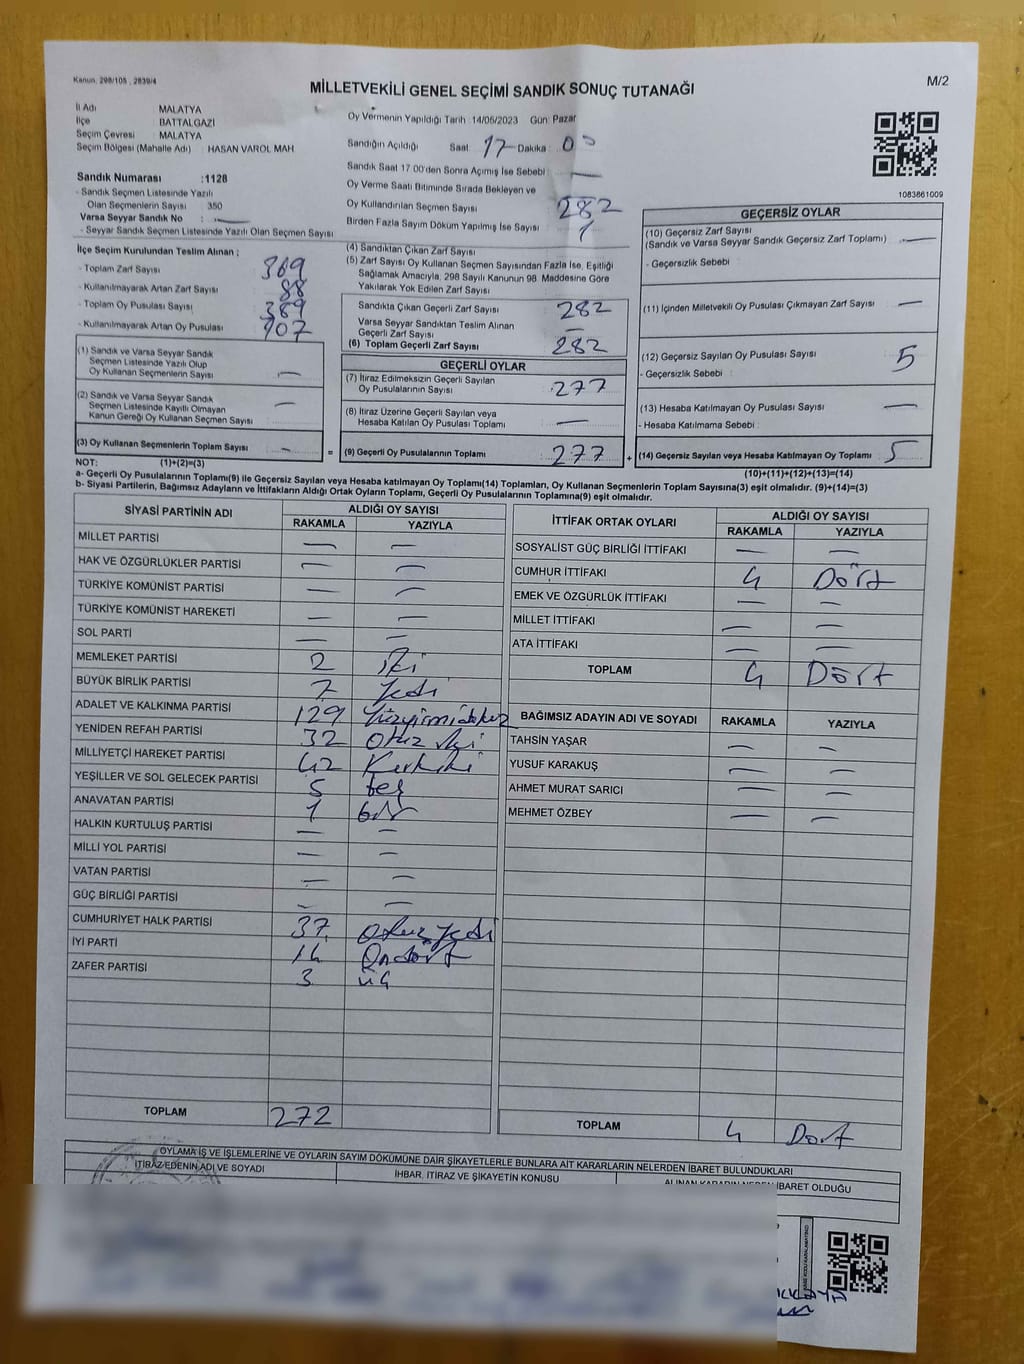 Kanun, 298/105 , 2839/4
MİLLETVEKİLİ GENEL SEÇİMİ SANDIK SONUÇ TUTANAĞI
M/2
İl Adı MALATYA
İlçe BATTALGAZİ
Seçim Çevresi : MALATYA
Seçim Bölgesi (Mahalle Adı) : HASAN VAROL MAH
Sandık Numarası :1128
- Sandık Seçmen Listesinde Yazılı
Olan Seçmenlerin Sayısı 350
Varsa Seyyar Sandık No : —
- Seyyar Sandık Seçmen Listesinde Yazılı Olan Seçmen Sayısı
Oy Vermenin Yapıldığı Tarih 14/05/2023 Gün: Pazar
Sandığın Açıldığı Saat 17 Dakika : 00
Sandık Saat 17 00'den Sonra Açımış İse Sebebi : —
Oy Verme Saati Bitiminde Sırada Bekleyen ve
Oy Kullandırılan Seçmen Sayısı 282
Birden Fazla Sayım Döküm Yapılmış İse Sayısı 1
1083861009
İlçe Seçim Kurulundan Teslim Alınan ;
- Toplam Zarf Sayısı 369
- Kullanılmayarak Artan Zarf Sayısı 88
- Toplam Oy Pusulası Sayısı 389
- Kullanılmayarak Artan Oy Pusulası 107
(1) Sandık ve Varsa Seyyar Sandık
Seçmen Listesinde Yazılı Olup
Oy Kullanan Seçmenlerin Sayısı —
(2) Sandık ve Varsa Seyyar Sandık
Seçmen Listesinde Kayıtlı Olmayan
Kanun Gereği Oy Kullanan Seçmen Sayısı —
(3) Oy Kullanan Seçmenlerin Toplam Sayısı —
(4) Sandıktan Çıkan Zarf Sayısı
(5) Zarf Sayısı Oy Kullanan Seçmen Sayısından Fazla İse, Eşitliği
Sağlamak Amacıyla, 298 Sayılı Kanunun 98. Maddesine Göre
Yakılarak Yok Edilen Zarf Sayısı
Sandıkta Çıkan Geçerli Zarf Sayısı 282
Varsa Seyyar Sandıktan Teslim Alınan
Geçerli Zarf Sayısı —
(6) Toplam Geçerli Zarf Sayısı 282
GEÇERLİ OYLAR
(7) İtiraz Edilmeksizin Geçerli Sayılan
Oy Pusulalarının Sayısı 277
(8) İtiraz Üzerine Geçerli Sayılan veya
Hesaba Katılan Oy Pusulası Toplamı —
= (9) Geçerli Oy Pusulalarının Toplamı 277
GEÇERSİZ OYLAR
(10) Geçersiz Zarf Sayısı
(Sandık ve Varsa Seyyar Sandık Geçersiz Zarf Toplamı) —
- Geçersizlik Sebebi :
(11) İçinden Milletvekili Oy Pusulası Çıkmayan Zarf Sayısı —
(12) Geçersiz Sayılan Oy Pusulası Sayısı 5
- Geçersizlik Sebebi :
(13) Hesaba Katılmayan Oy Pusulası Sayısı —
- Hesaba Katılmama Sebebi :
+ (14) Geçersiz Sayılan veya Hesaba Katılmayan Oy Toplamı 5
NOT: (1)+(2)=(3) (10)+(11)+(12)+(13)=(14)
a- Geçerli Oy Pusulalarının Toplamı(9) ile Geçersiz Sayılan veya Hesaba katılmayan Oy Toplamı(14) Toplamları, Oy Kullanan Seçmenlerin Toplam Sayısına(3) eşit olmalıdır. (9)+(14)=(3)
b- Siyasi Partilerin, Bağımsız Adayların ve İttifakların Aldığı Ortak Oyların Toplamı, Geçerli Oy Pusulalarının Toplamına(9) eşit olmalıdır.
SİYASİ PARTİNİN ADI ALDIĞI OY SAYISI
RAKAMLA YAZIYLA
MİLLET PARTİSİ — —
HAK VE ÖZGÜRLÜKLER PARTİSİ — —
TÜRKİYE KOMÜNİST PARTİSİ — —
TÜRKİYE KOMÜNİST HAREKETİ — —
SOL PARTİ — —
MEMLEKET PARTİSİ 2 iki
BÜYÜK BİRLİK PARTİSİ 7 yedi
ADALET VE KALKINMA PARTİSİ 129 Yüzyirmidokuz
YENİDEN REFAH PARTİSİ 32 otuz iki
MİLLİYETÇİ HAREKET PARTİSİ 42 Kırkiki
YEŞİLLER VE SOL GELECEK PARTİSİ 5 beş
ANAVATAN PARTİSİ 1 bir
HALKIN KURTULUŞ PARTİSİ — —
MİLLİ YOL PARTİSİ — —
VATAN PARTİSİ — —
GÜÇ BİRLİĞİ PARTİSİ — —
CUMHURİYET HALK PARTİSİ 37 otuz yedi
İYİ PARTİ 14 Ondört
ZAFER PARTİSİ 3 üç
TOPLAM 272
İTTİFAK ORTAK OYLARI ALDIĞI OY SAYISI
RAKAMLA YAZIYLA
SOSYALİST GÜÇ BİRLİĞİ İTTİFAKI — —
CUMHUR İTTİFAKI 4 Dört
EMEK VE ÖZGÜRLÜK İTTİFAKI — —
MİLLET İTTİFAKI — —
ATA İTTİFAKI — —
TOPLAM 4 Dört
BAĞIMSIZ ADAYIN ADI VE SOYADI RAKAMLA YAZIYLA
TAHSİN YAŞAR — —
YUSUF KARAKUŞ — —
AHMET MURAT SARICI — —
MEHMET ÖZBEY — —
TOPLAM 4 Dört
OYLAMA İŞ VE İŞLEMLERİNE VE OYLARIN SAYIM DÖKÜMÜNE DAİR ŞİKAYETLERLE BUNLARA AİT KARARLARIN NELERDEN İBARET BULUNDUKLARI
İTİRAZ EDENİN ADI VE SOYADI İHBAR, İTİRAZ VE ŞİKAYETİN KONUSU ALINAN KARARIN NEDEN İBARET OLDUĞU